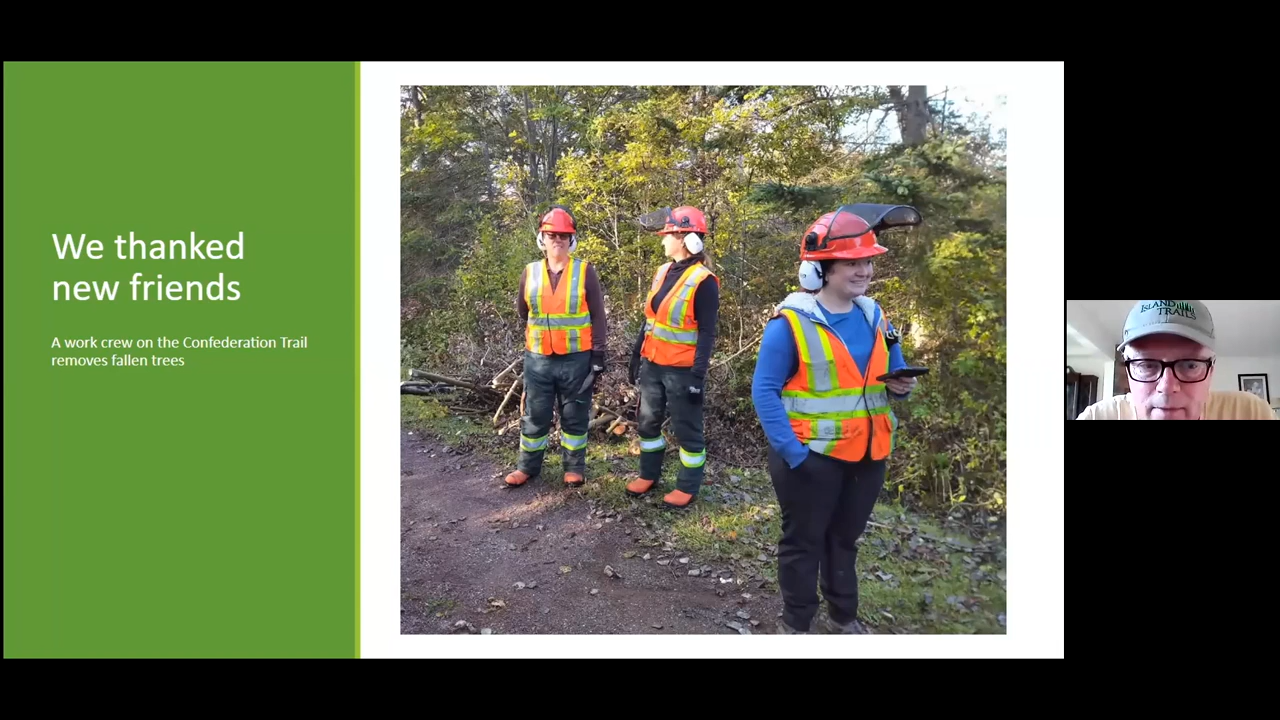 We thanked
new friends
A work crew on the Confederation Trail
removes fallen trees
ISLAND
TRAILS